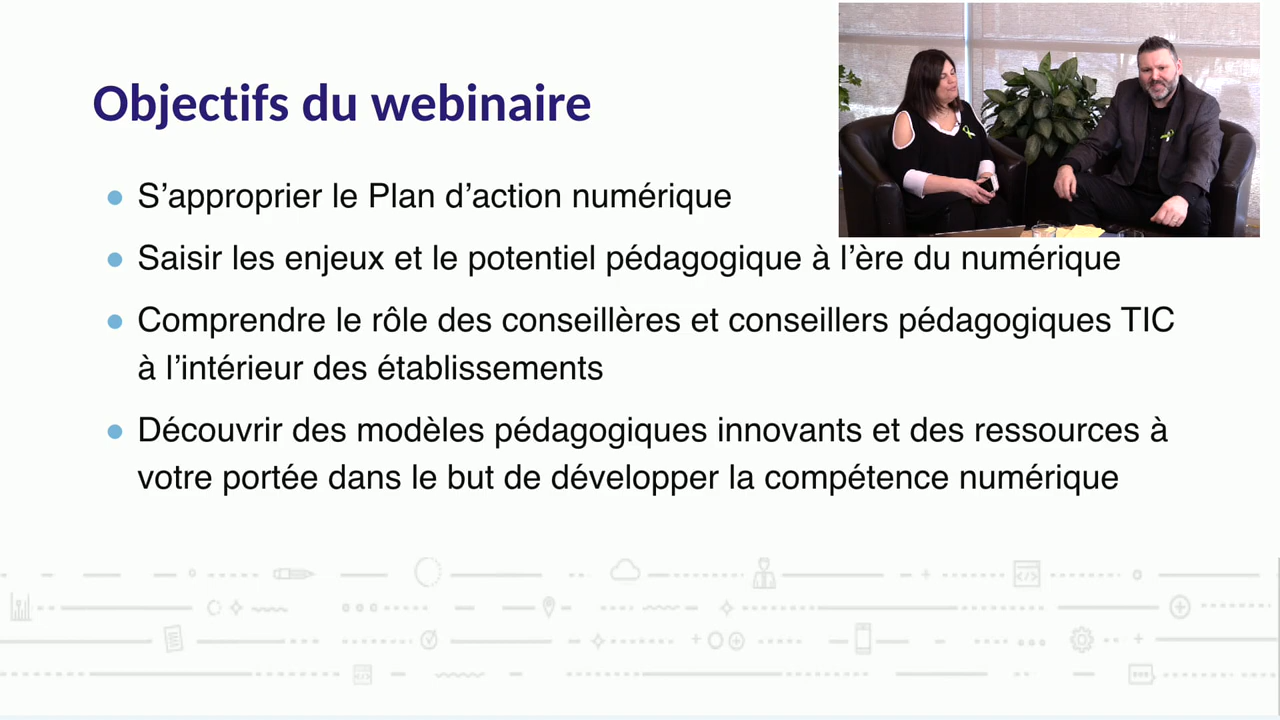 Objectifs du webinaire
S’approprier le Plan d’action numérique
Saisir les enjeux et le potentiel pédagogique à l’ère du numérique
Comprendre le rôle des conseillères et conseillers pédagogiques TIC
à l’intérieur des établissements
Découvrir des modèles pédagogiques innovants et des ressources à
votre portée dans le but de développer la compétence numérique